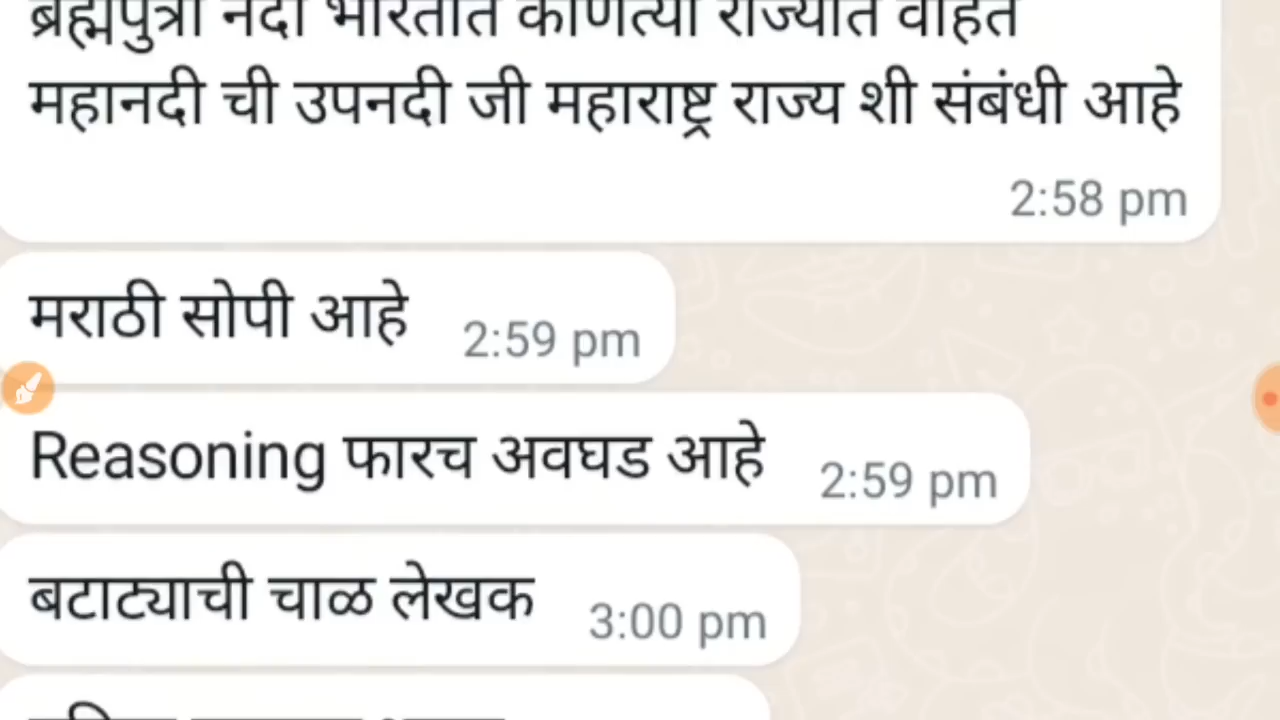 ब्रह्मपुत्रा नदी भारतात कोणत्या राज्यात वाहते
महानदी ची उपनदी जी महाराष्ट्र राज्य शी संबंधी आहे
2:58 pm
मराठी सोपी आहे 2:59 pm
Reasoning फारच अवघड आहे 2:59 pm
बटाट्याची चाळ लेखक 3:00 pm